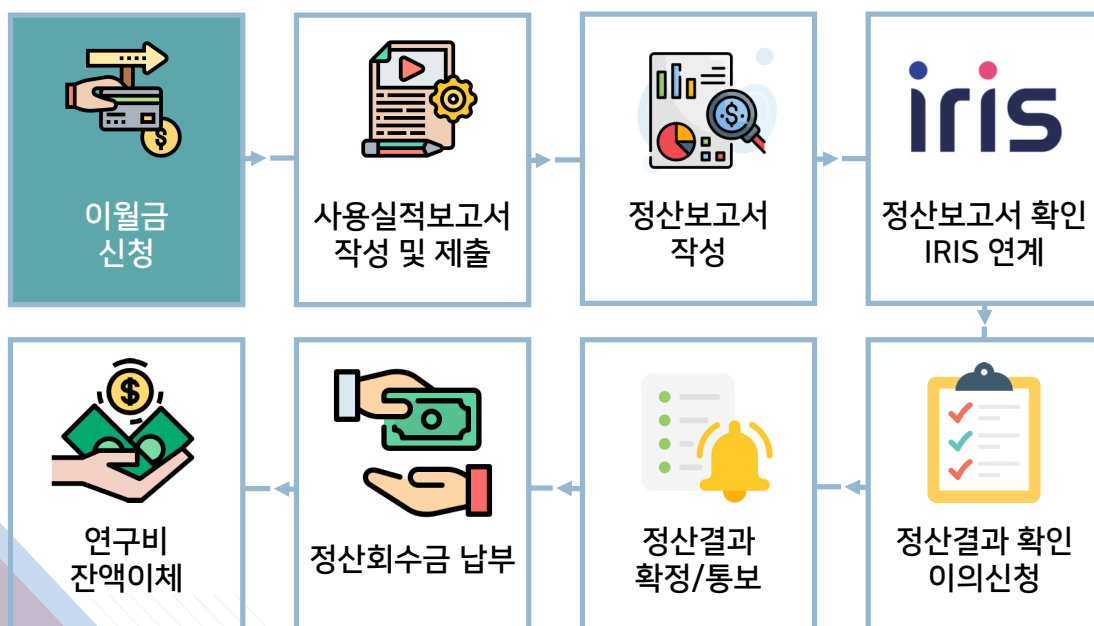 이월금
신청
사용실적보고서
작성 및 제출
정산보고서
작성
iris
정산보고서 확인
IRIS 연계
연구비
잔액이체
정산회수금 납부
정산결과
확정/통보
정산결과 확인
이의신청